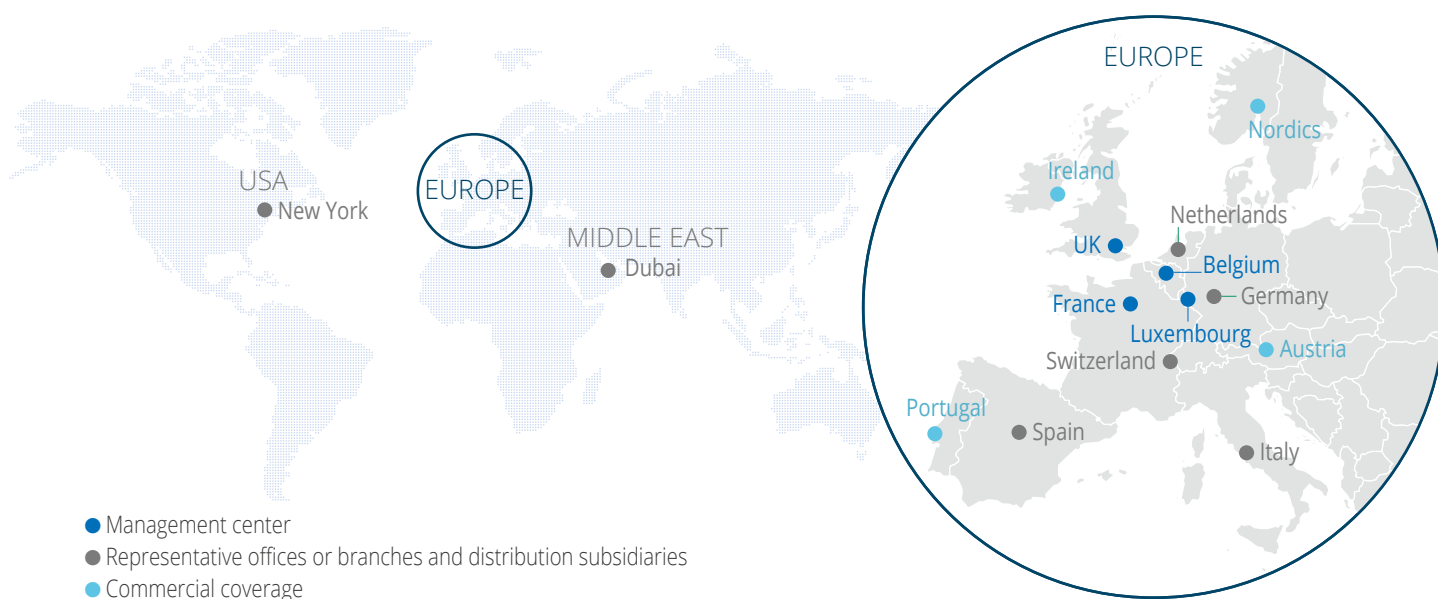 USA
New York
EUROPE
MIDDLE EAST
Dubai
EUROPE
Nordics
Ireland
Netherlands
UK
Belgium
France
Germany
Luxembourg
Switzerland
Austria
Portugal
Spain
Italy
Management center
Representative offices or branches and distribution subsidiaries
Commercial coverage